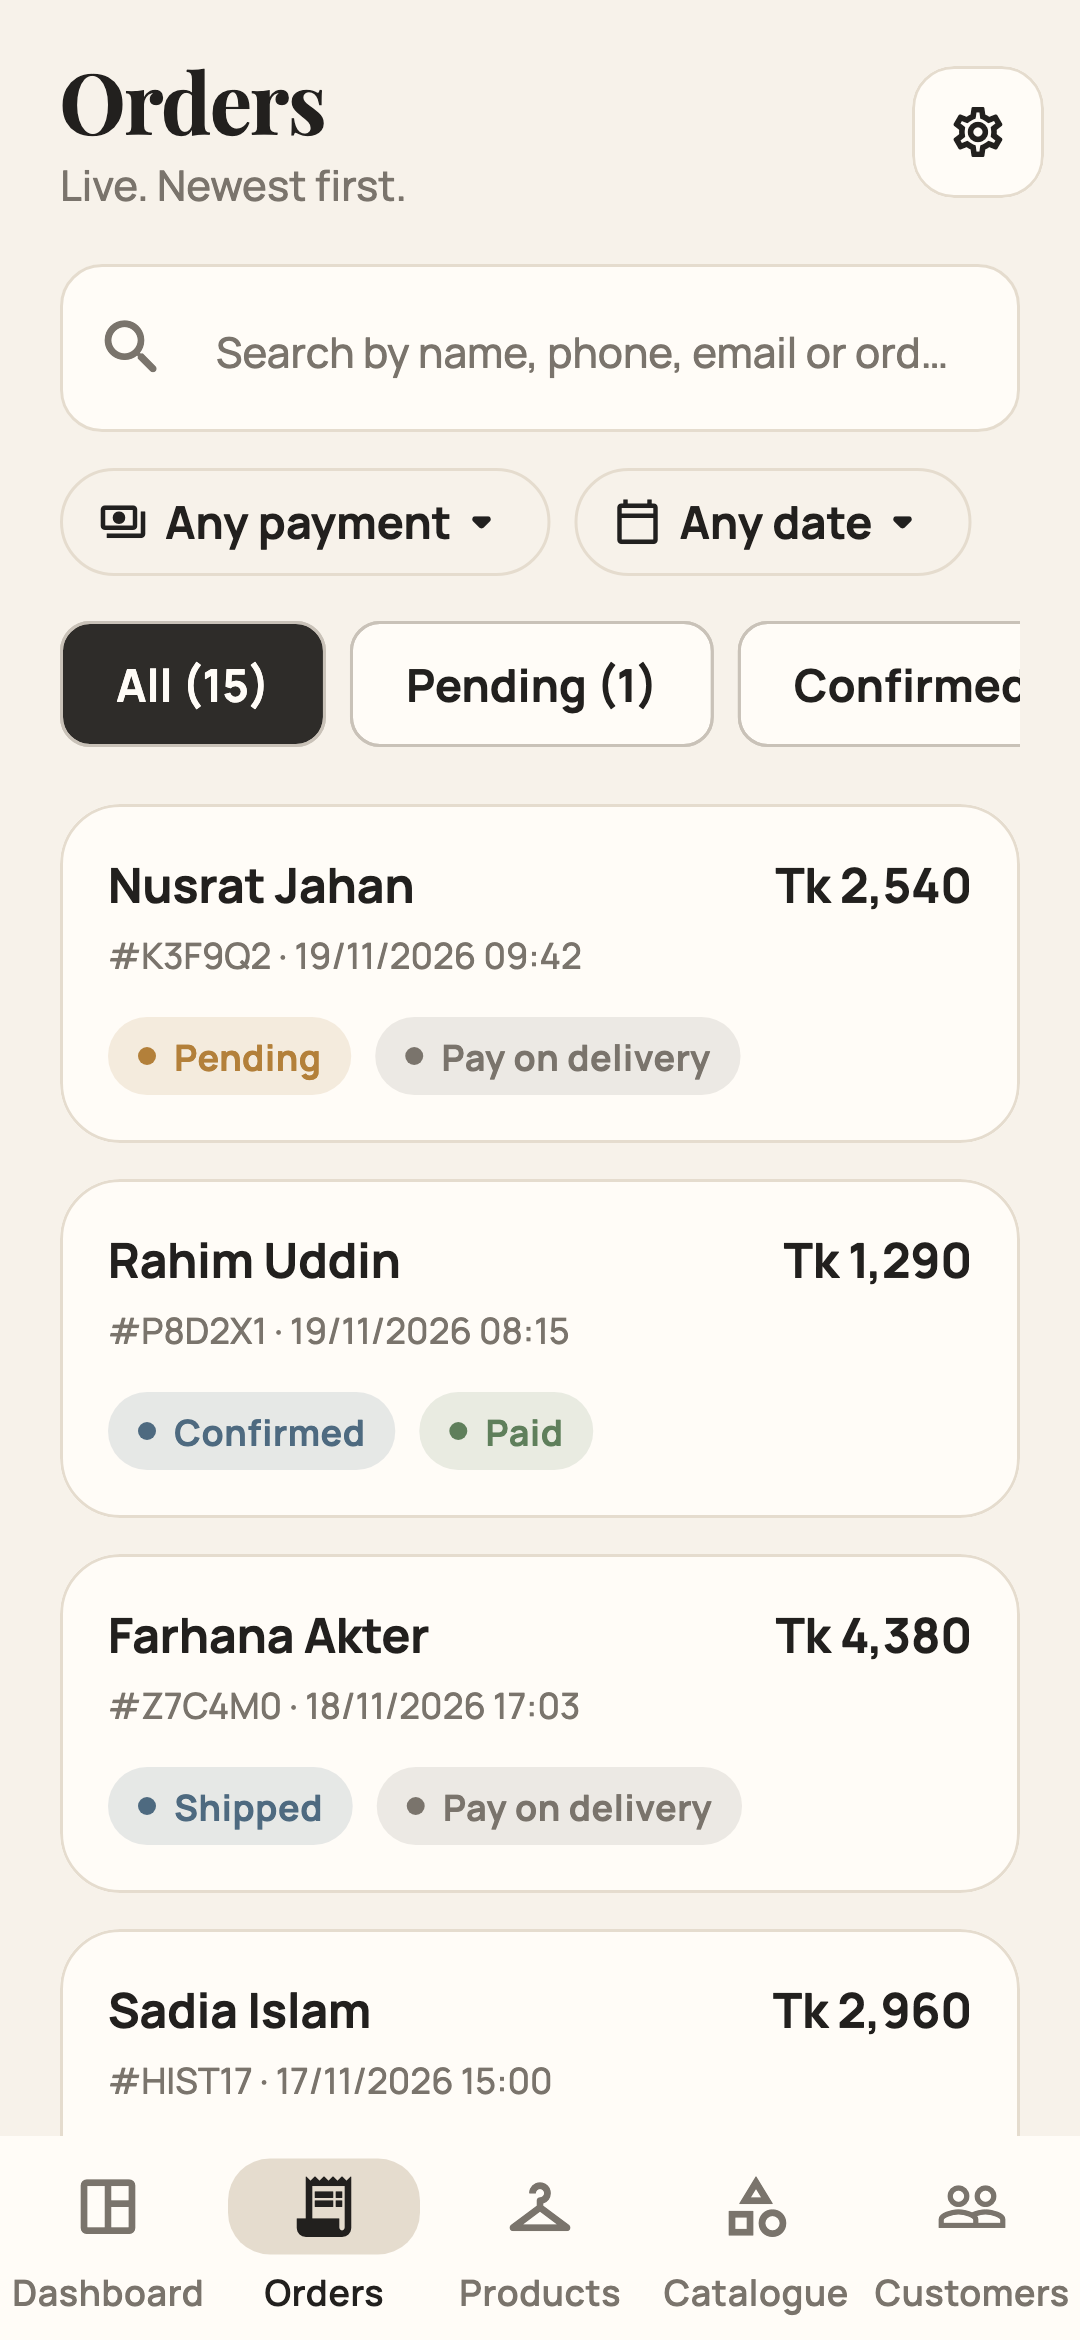 Orders
Live. Newest first.
Search by name, phone, email or ord...
Any payment
Any date
All (15)
Pending (1)
Confirmed
Nusrat Jahan
Tk 2,540
#K3F9Q2 · 19/11/2026 09:42
Pending
Pay on delivery
Rahim Uddin
Tk 1,290
#P8D2X1 · 19/11/2026 08:15
Confirmed
Paid
Farhana Akter
Tk 4,380
#Z7C4M0 · 18/11/2026 17:03
Shipped
Pay on delivery
Sadia Islam
Tk 2,960
#HIST17 · 17/11/2026 15:00
Dashboard
Orders
Products
Catalogue
Customers